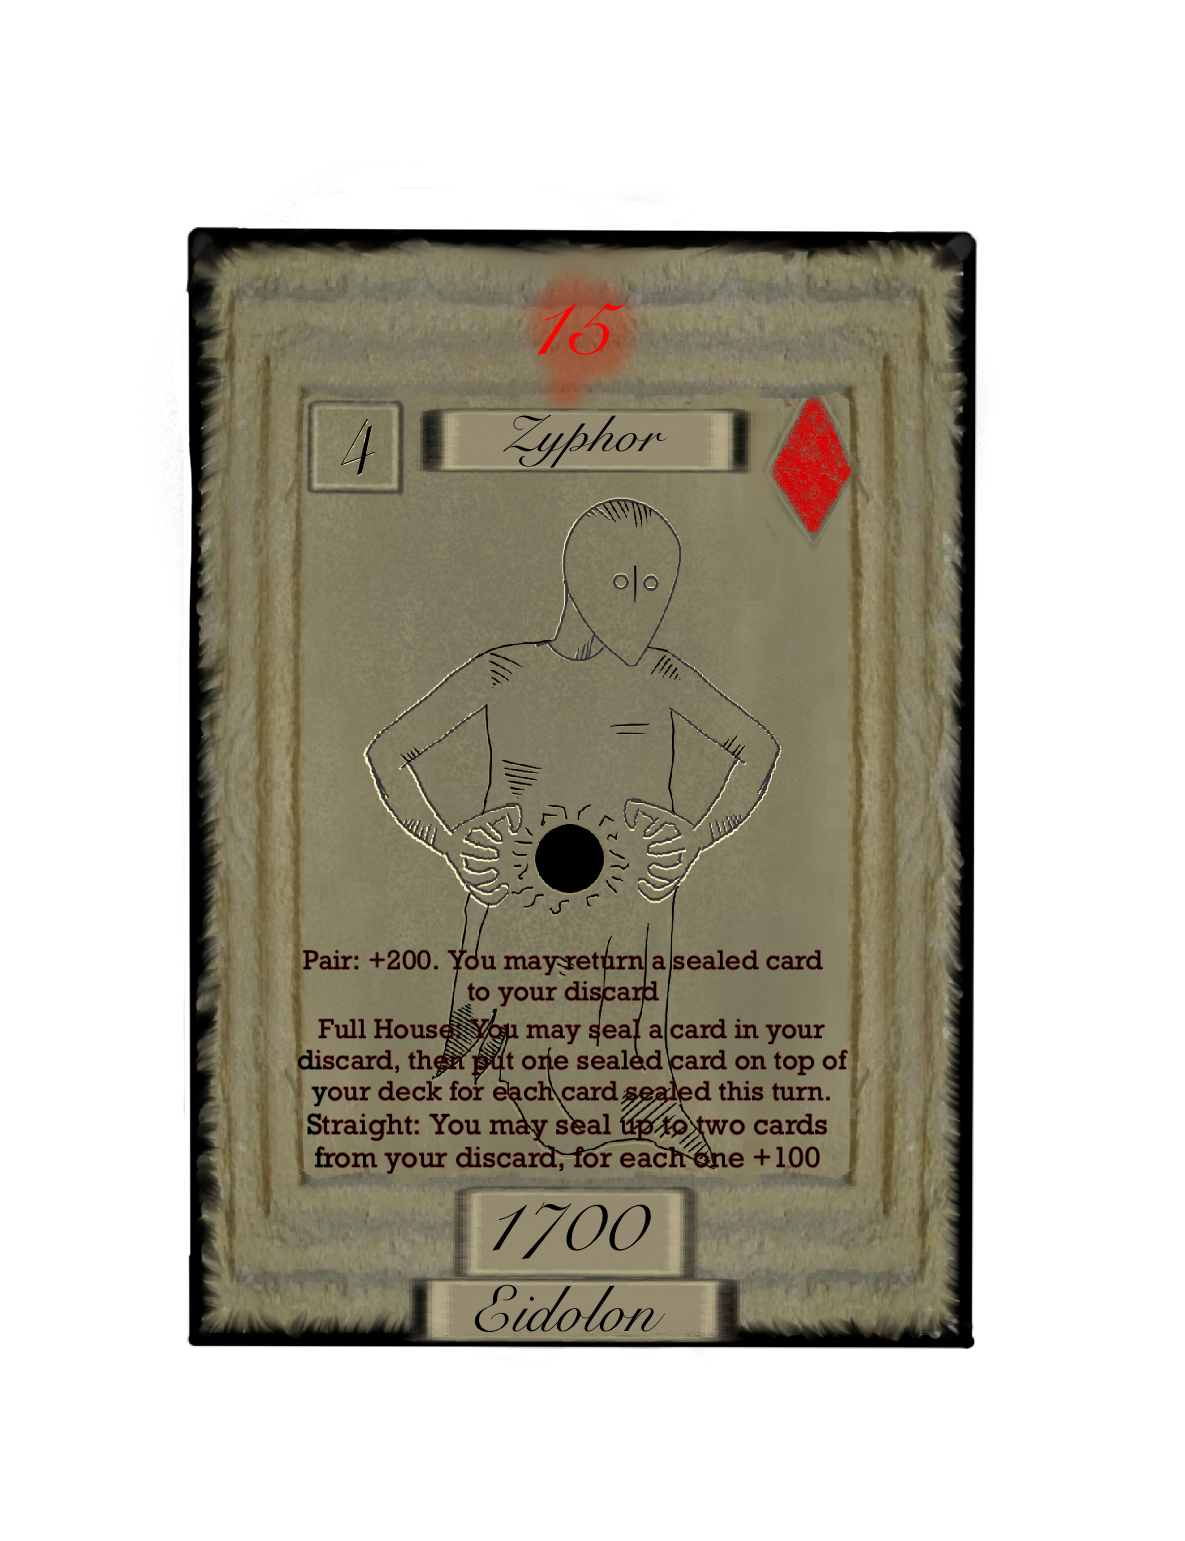 15
4
Zyphor
Pair: +200. You may return a sealed card
to your discard
Full House: You may seal a card in your
discard, then put one sealed card on top of
your deck for each card sealed this turn.
Straight: You may seal up to two cards
from your discard, for each one +100
1700
Eidolon